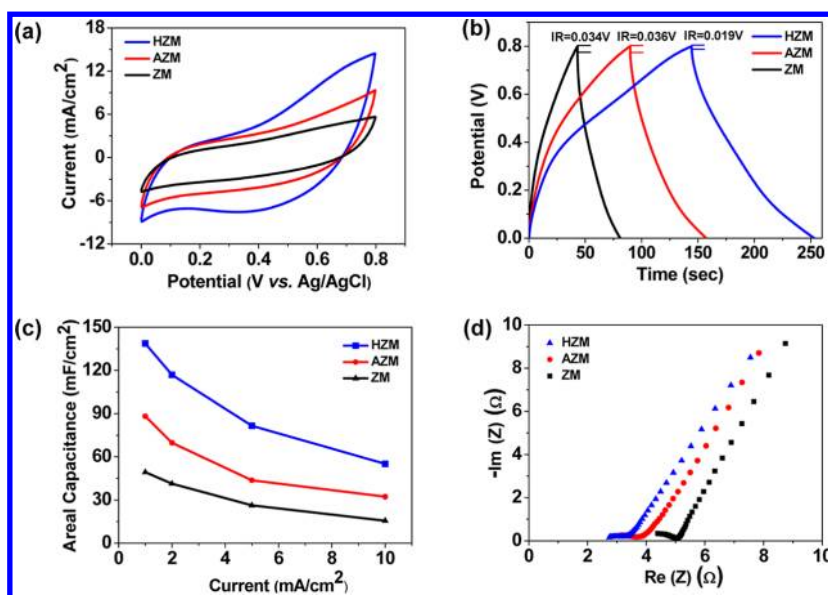 (a)
HZM
AZM
ZM
18
12
6
0
-6
-12
Current (mA/cm²)
0.0 0.2 0.4 0.6 0.8
Potential (V vs. Ag/AgCl)
(b)
IR=0.034V IR=0.036V IR=0.019V
HZM
AZM
ZM
0.8
0.6
0.4
0.2
0.0
Potential (V)
0 50 100 150 200 250
Time (sec)
(c)
HZM
AZM
ZM
150
120
90
60
30
0
Areal Capacitance (mF/cm²)
0 2 4 6 8 10
Current (mA/cm²)
(d)
HZM
AZM
ZM
10
8
6
4
2
0
-Im (Z) (Ω)
0 2 4 6 8 10
Re (Z) (Ω)